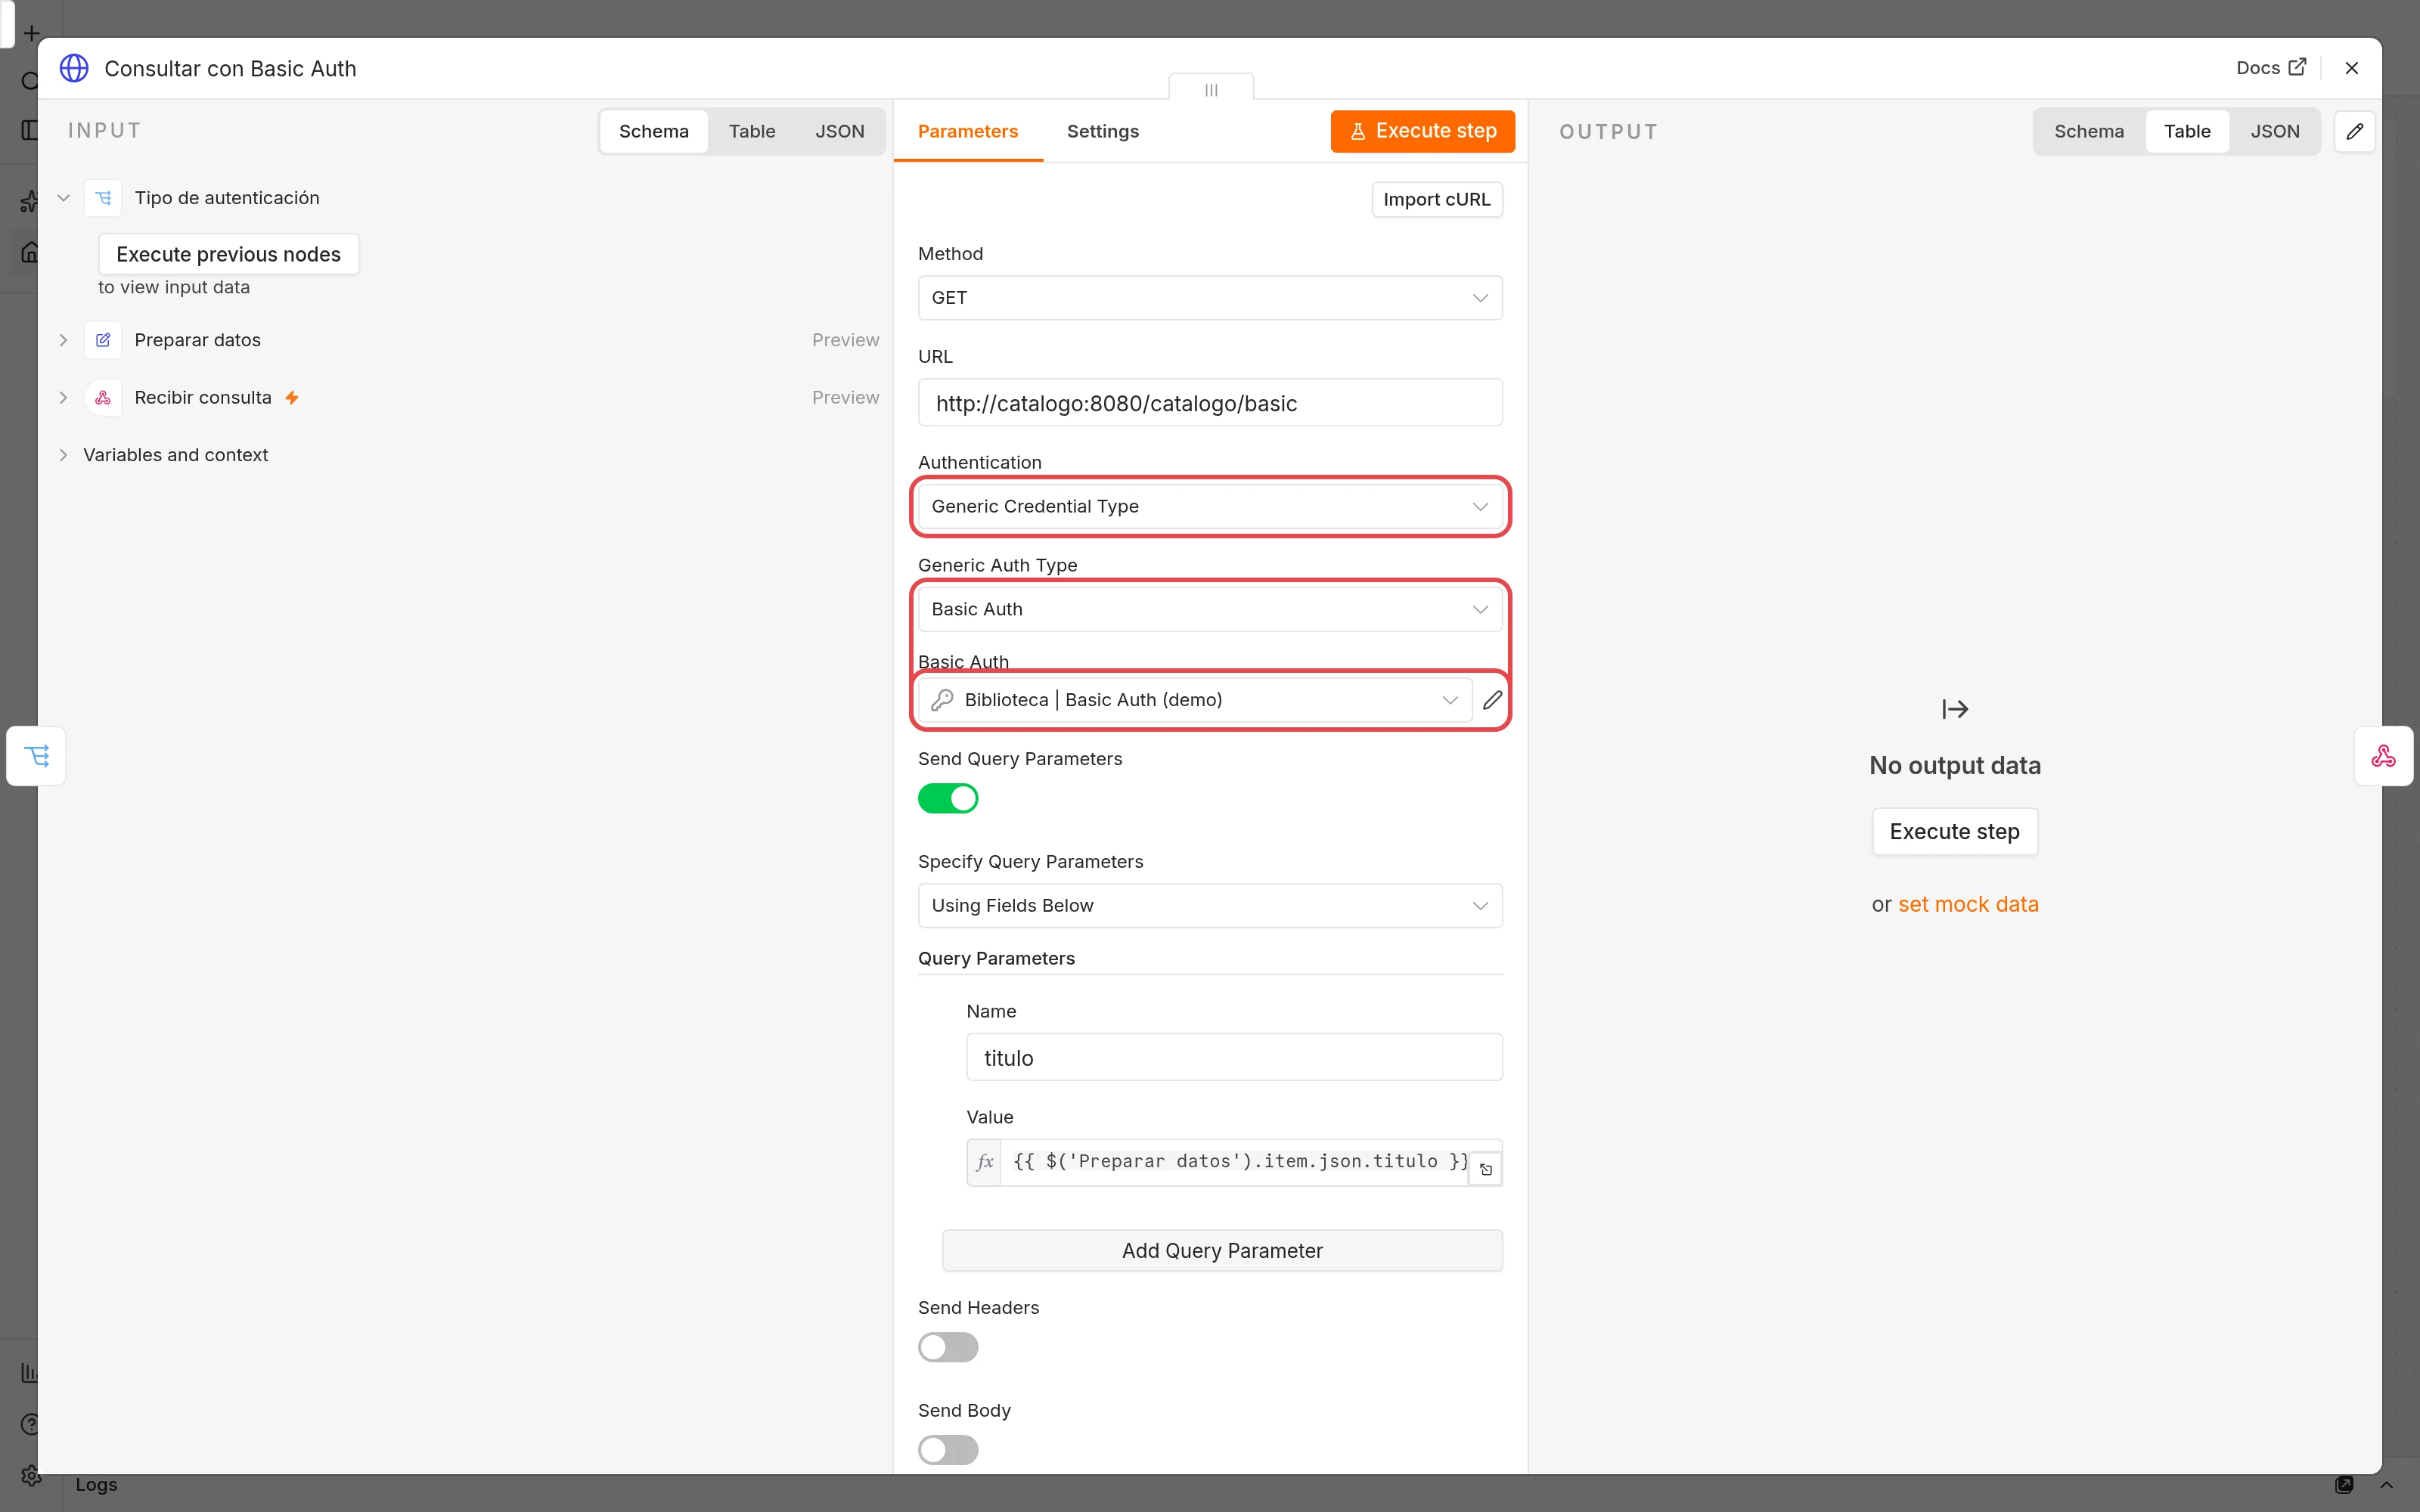 Consultar con Basic Auth
Docs
INPUT
Schema
Table
JSON
Tipo de autenticación
Execute previous nodes
to view input data
Preparar datos
Preview
Recibir consulta
Preview
Variables and context
Parameters
Settings
Execute step
Import cURL
Method
GET
URL
http://catalogo:8080/catalogo/basic
Authentication
Generic Credential Type
Generic Auth Type
Basic Auth
Basic Auth
Biblioteca | Basic Auth (demo)
Send Query Parameters
Specify Query Parameters
Using Fields Below
Query Parameters
Name
titulo
Value
fx
{{ $('Preparar datos').item.json.titulo }}
Add Query Parameter
Send Headers
Send Body
OUTPUT
Schema
Table
JSON
No output data
Execute step
or set mock data
Logs